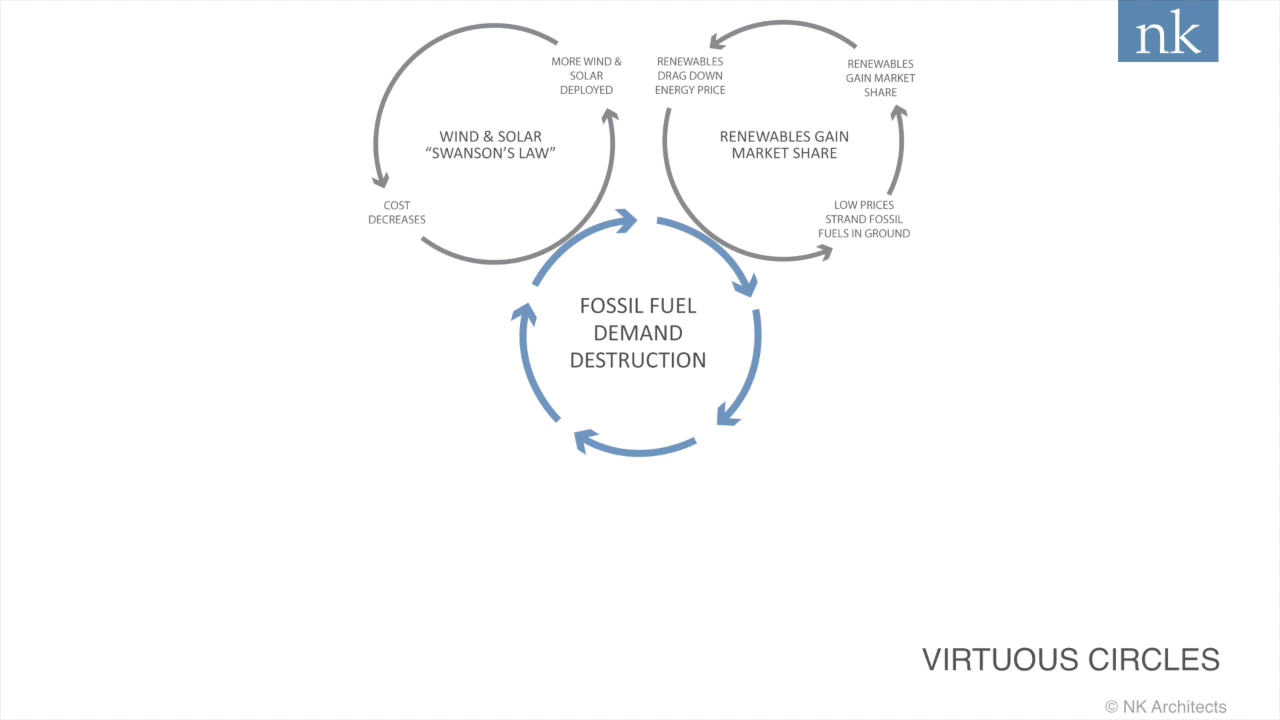 nk
MORE WIND &
SOLAR
DEPLOYED
WIND & SOLAR
“SWANSON’S LAW”
COST
DECREASES
RENEWABLES
DRAG DOWN
ENERGY PRICE
RENEWABLES
GAIN MARKET
SHARE
RENEWABLES GAIN
MARKET SHARE
LOW PRICES
STRAND FOSSIL
FUELS IN GROUND
FOSSIL FUEL
DEMAND
DESTRUCTION
VIRTUOUS CIRCLES
© NK Architects